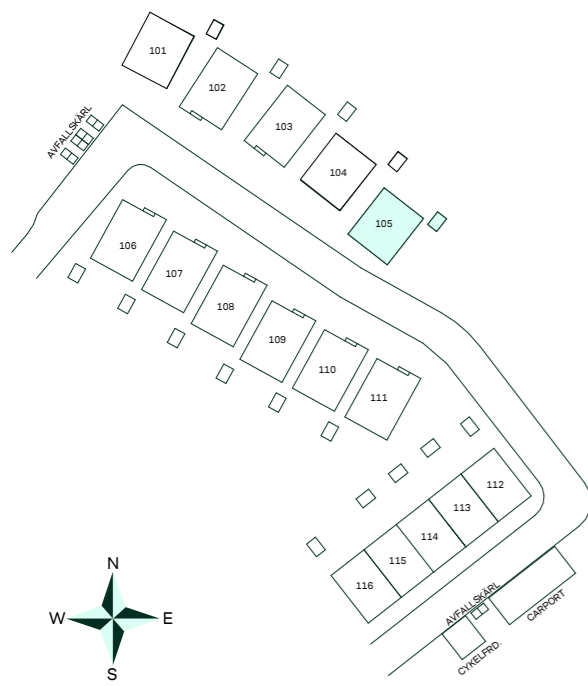 101
102
103
104
105
AVFALLSKÄRL
106
107
108
109
110
111
112
113
114
115
116
AVFALLSKÄRL
CARPORT
CYKELFRD.
N
W
E
S